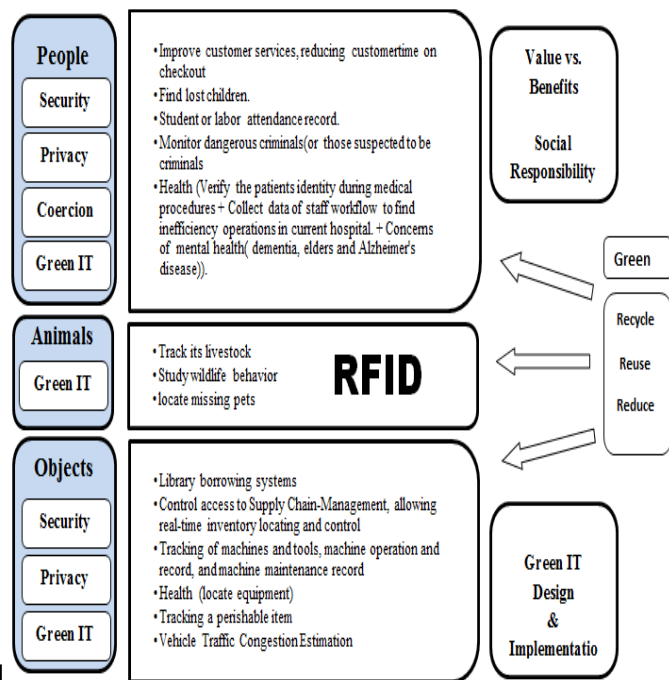 People
Security
Privacy
Coercion
Green IT
• Improve customer services, reducing customertime on
checkout
• Find lost children.
• Student or labor attendance record.
• Monitor dangerous criminals(or those suspected to be
criminals
• Health (Verify the patients identity during medical
procedures + Collect data of staff workflow to find
inefficiency operations in current hospital. + Concerns
of mental health( dementia, elders and Alzheimer's
disease)).
Value vs.
Benefits
Social
Responsibility
Green
Recycle
Reuse
Reduce
Animals
Green IT
• Track its livestock
• Study wildlife behavior
• locate missing pets
RFID
Objects
Security
Privacy
Green IT
• Library borrowing systems
• Control access to Supply Chain-Management, allowing
real-time inventory locating and control
• Tracking of machines and tools, machine operation and
record, and machine maintenance record
• Health (locate equipment)
• Tracking a perishable item
• Vehicle Traffic Congestion Estimation
Green IT
Design
&
Implementatio